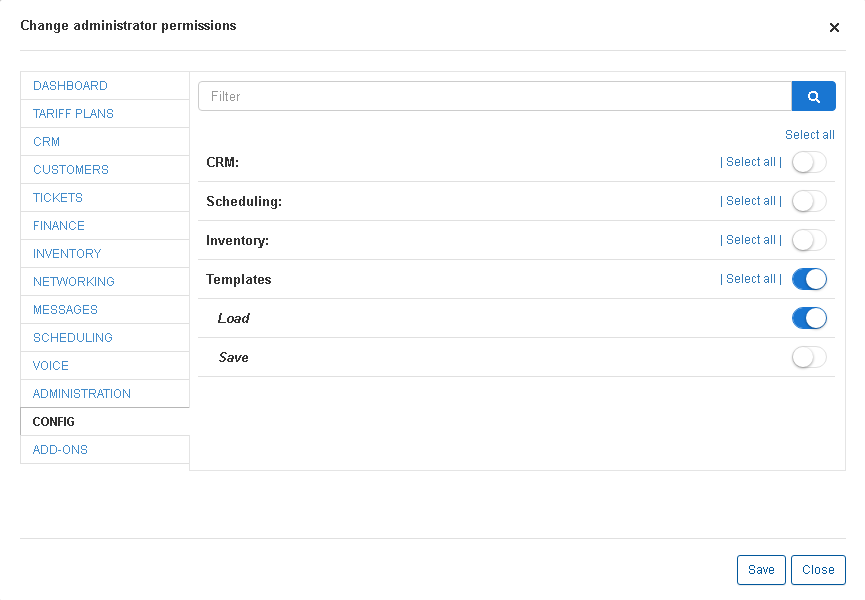 Change administrator permissions
×
DASHBOARD
TARIFF PLANS
CRM
CUSTOMERS
TICKETS
FINANCE
INVENTORY
NETWORKING
MESSAGES
SCHEDULING
VOICE
ADMINISTRATION
CONFIG
ADD-ONS
Filter
Select all
CRM: | Select all |
Scheduling: | Select all |
Inventory: | Select all |
Templates | Select all |
Load
Save
Save Close